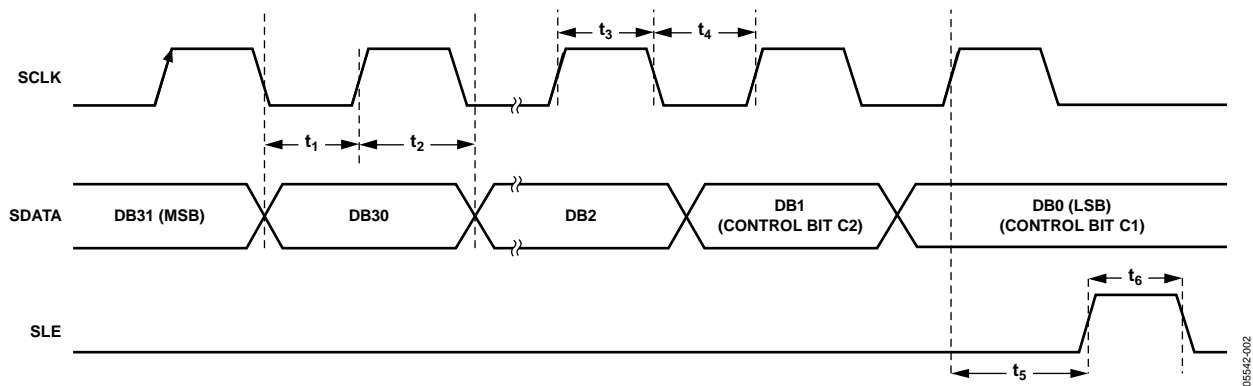 t3
t4
SCLK
t1
t2
SDATA
DB31 (MSB)
DB30
DB2
DB1
(CONTROL BIT C2)
DB0 (LSB)
(CONTROL BIT C1)
t6
SLE
t5
05542-002